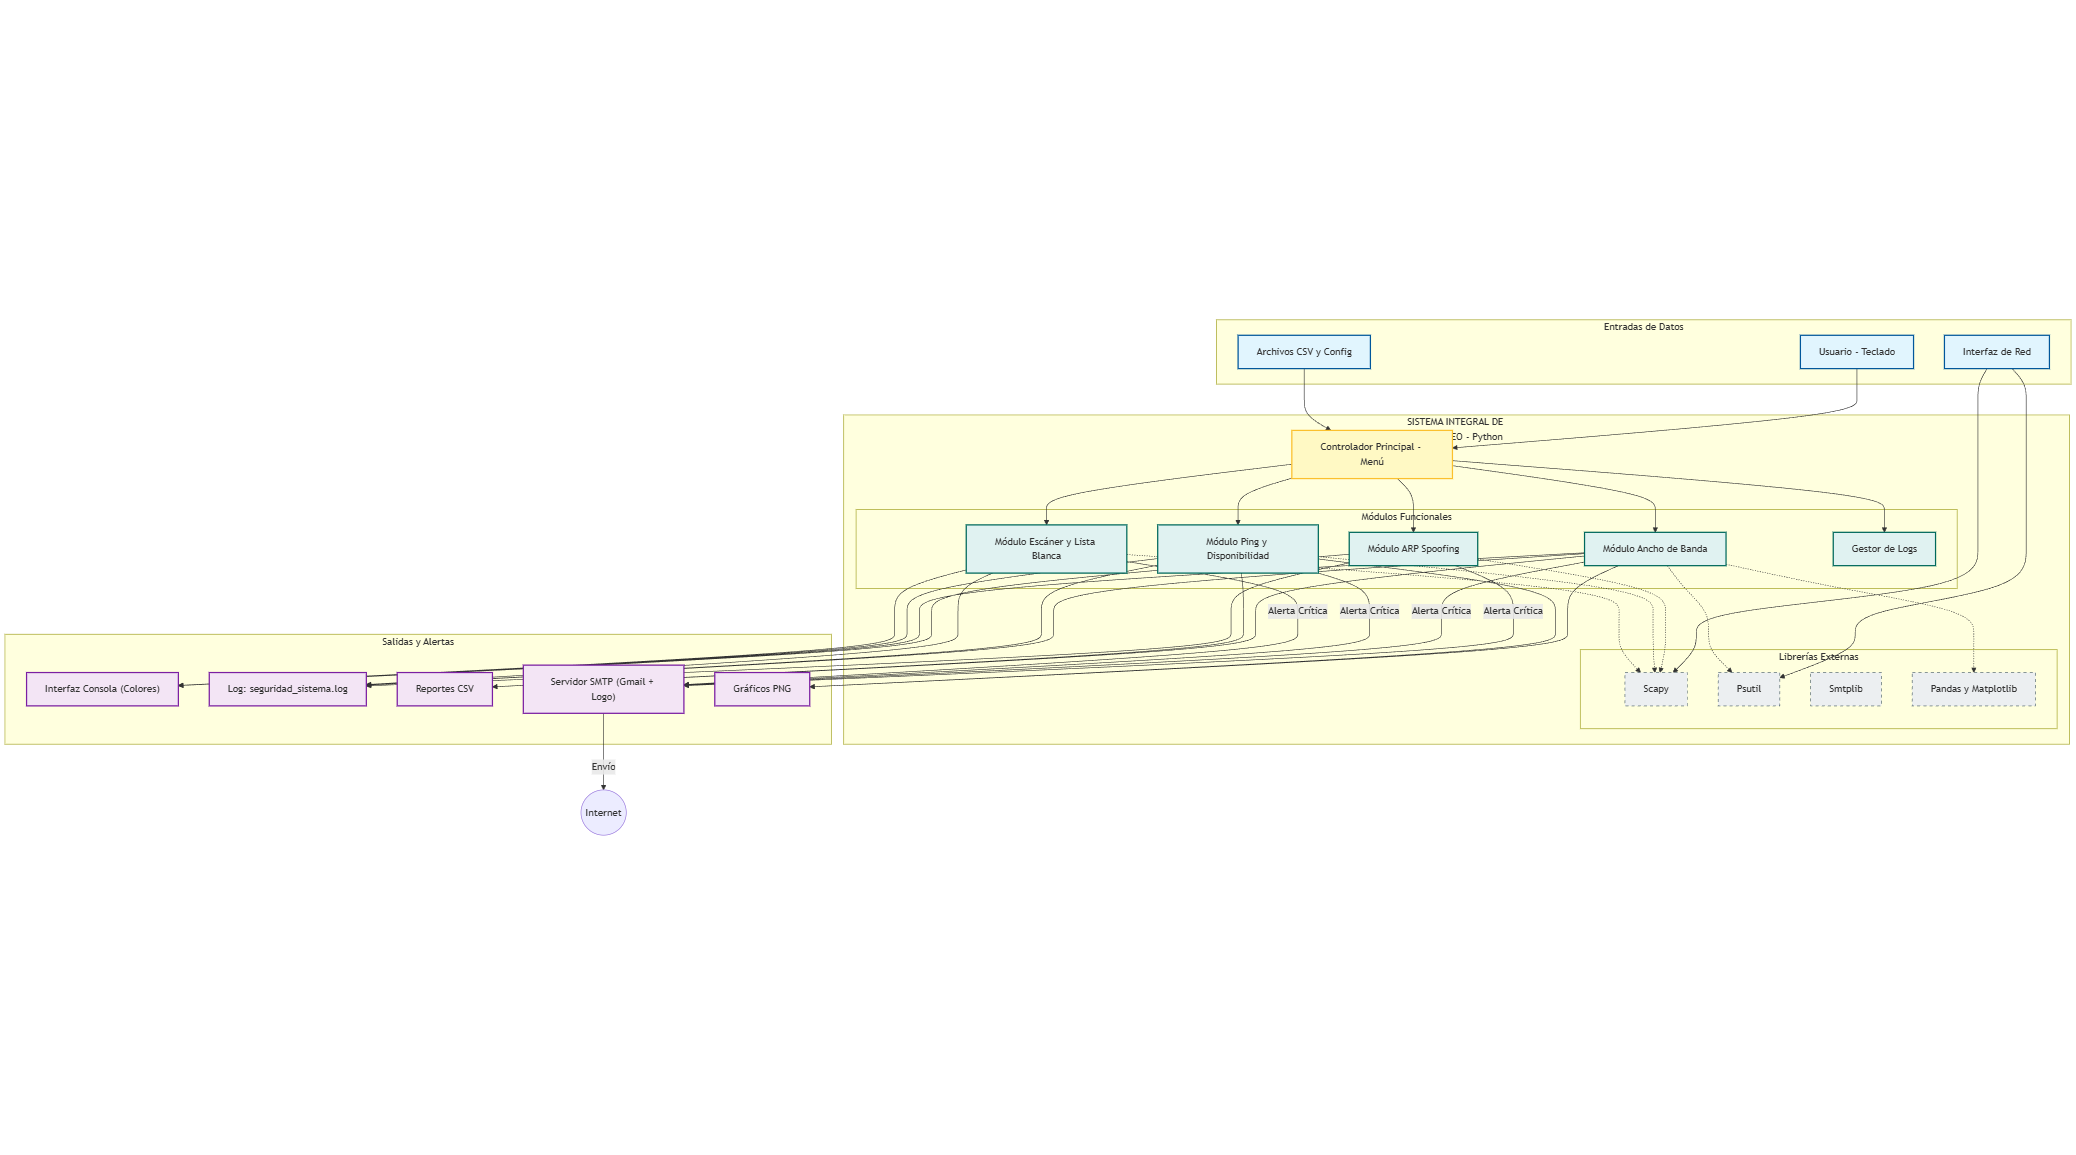 Entradas de Datos
Archivos CSV y Config
Usuario - Teclado
Interfaz de Red
SISTEMA INTEGRAL DE
EO - Python
Controlador Principal -
Menú
Módulos Funcionales
Módulo Escáner y Lista
Blanca
Módulo Ping y
Disponibilidad
Módulo ARP Spoofing
Módulo Ancho de Banda
Gestor de Logs
Alerta Crítica
Alerta Crítica
Alerta Crítica
Alerta Crítica
Salidas y Alertas
Interfaz Consola (Colores)
Log: seguridad_sistema.log
Reportes CSV
Servidor SMTP (Gmail +
Logo)
Gráficos PNG
Librerías Externas
Scapy
Psutil
Smtplib
Pandas y Matplotlib
Envío
Internet